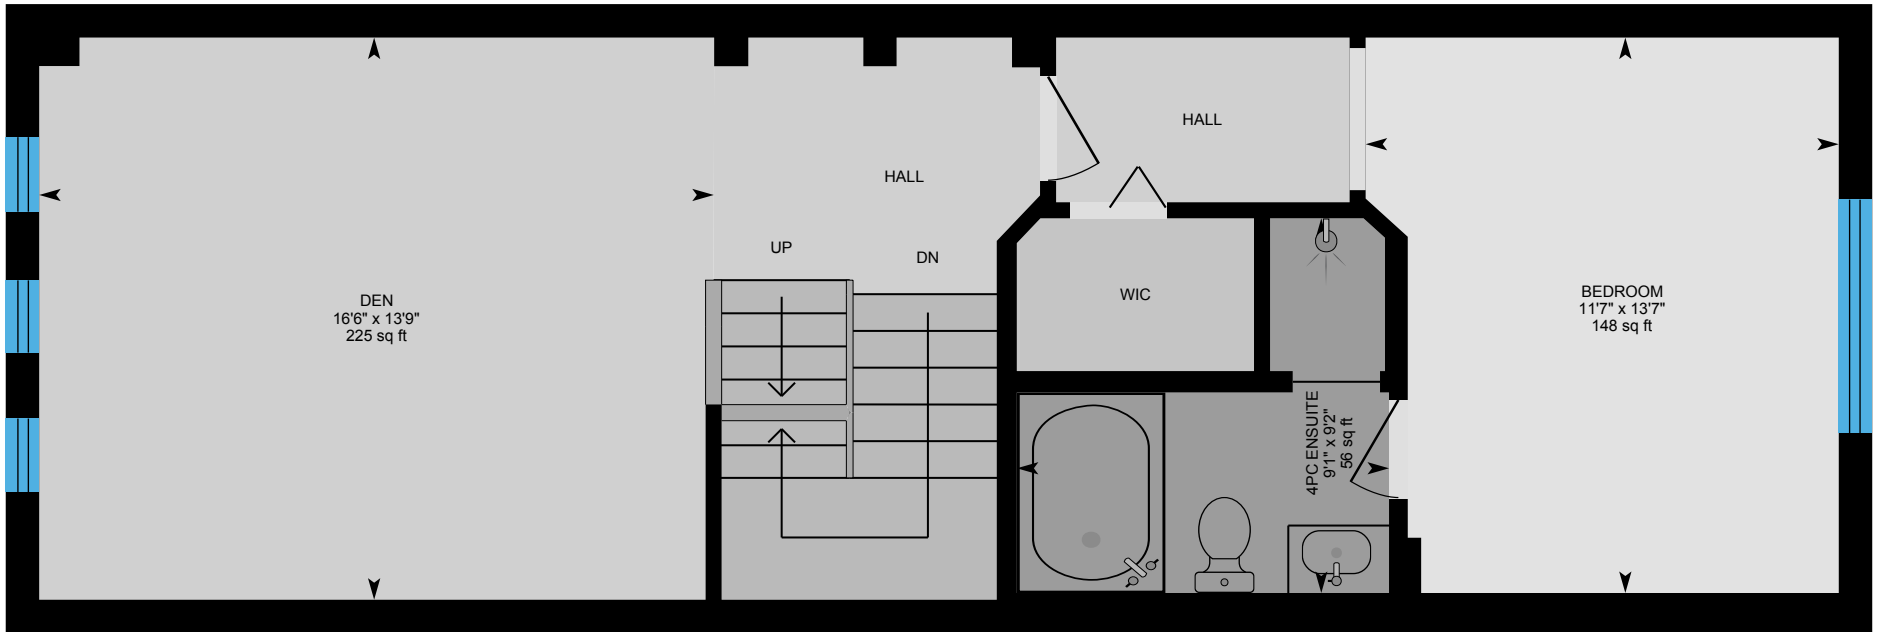 HALL
HALL
UP
DN
DEN
16'6" x 13'9"
225 sq ft
WIC
BEDROOM
11'7" x 13'7"
148 sq ft
4PC ENSUITE
9'1" x 9'2"
56 sq ft